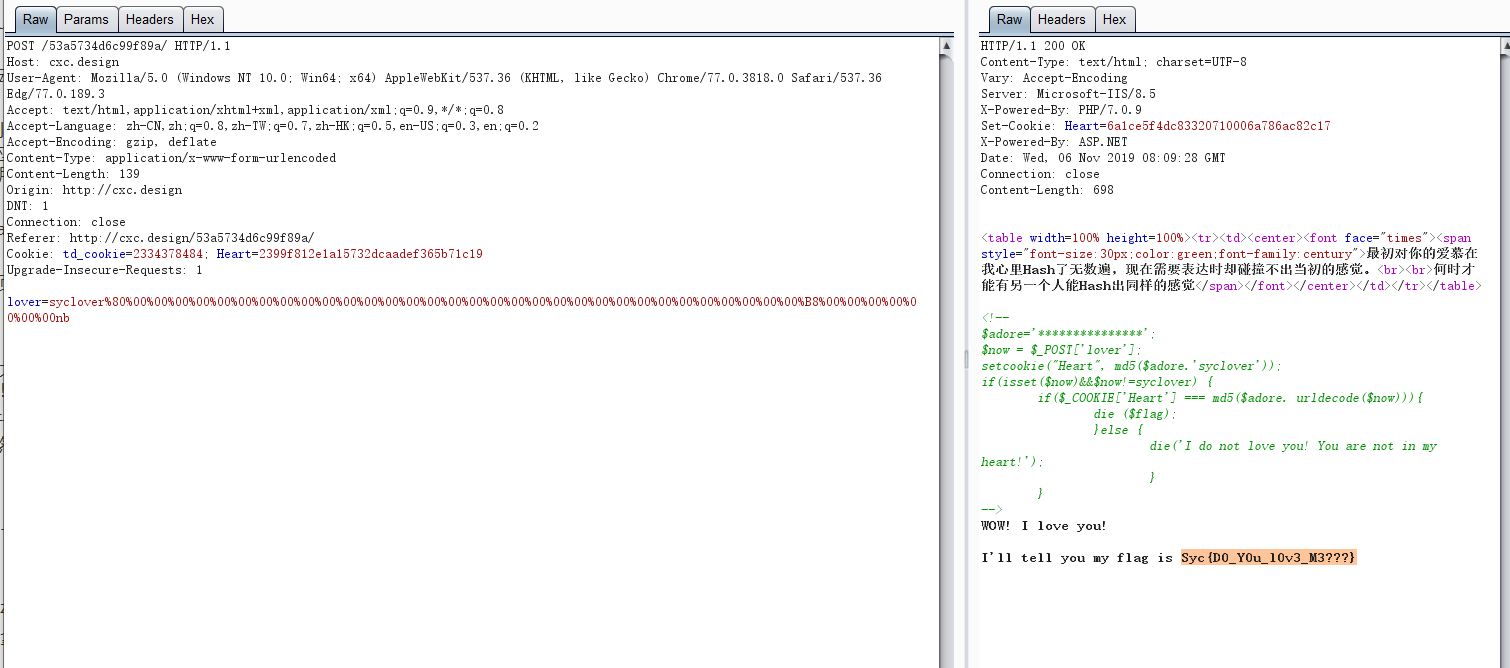 Raw Params Headers Hex
POST /53a5734d6c99f89a/ HTTP/1.1
Host: cxc.design
User-Agent: Mozilla/5.0 (Windows NT 10.0; Win64; x64) AppleWebKit/537.36 (KHTML, like Gecko) Chrome/77.0.3818.0 Safari/537.36
Edg/77.0.189.3
Accept: text/html,application/xhtml+xml,application/xml;q=0.9,*/*;q=0.8
Accept-Language: zh-CN,zh;q=0.8,zh-TW;q=0.7,zh-HK;q=0.5,en-US;q=0.3,en;q=0.2
Accept-Encoding: gzip, deflate
Content-Type: application/x-www-form-urlencoded
Content-Length: 139
Origin: http://cxc.design
DNT: 1
Connection: close
Referer: http://cxc.design/53a5734d6c99f89a/
Cookie: td_cookie=2334378484; Heart=2399f812e1a15732dcaadef365b71c19
Upgrade-Insecure-Requests: 1
lover=syclover%80%00%00%00%00%00%00%00%00%00%00%00%00%00%00%00%00%00%00%00%00%00%00%00%00%00%00%00%00%00%00%00%00%B8%00%00%00%00%0
0%00%00nb
Raw Headers Hex
HTTP/1.1 200 OK
Content-Type: text/html; charset=UTF-8
Vary: Accept-Encoding
Server: Microsoft-IIS/8.5
X-Powered-By: PHP/7.0.9
Set-Cookie: Heart=6a1ce5f4dc83320710006a786ac82c17
X-Powered-By: ASP.NET
Date: Wed, 06 Nov 2019 08:09:28 GMT
Connection: close
Content-Length: 698
<table width=100% height=100%><tr><td><center><font face="times"><span
style="font-size:30px;color:green;font-family:century">最初对你的爱慕在
我心里Hash了无数遍，现在需要表达时却碰撞不出当初的感觉。<br><br>何时才
能有另一个人能Hash出同样的感觉</span></font></center></td></tr></table>
<!--
$adore='***************';
$now = $_POST['lover'];
setcookie("Heart", md5($adore.'syclover'));
if(isset($now)&&$now!=syclover) {
if($_COOKIE['Heart'] === md5($adore. urldecode($now))){
die ($flag);
}else {
die('I do not love you! You are not in my
heart!');
}
}
-->
WOW! I love you!
I'll tell you my flag is Syc{D0_Y0u_l0v3_M3???}